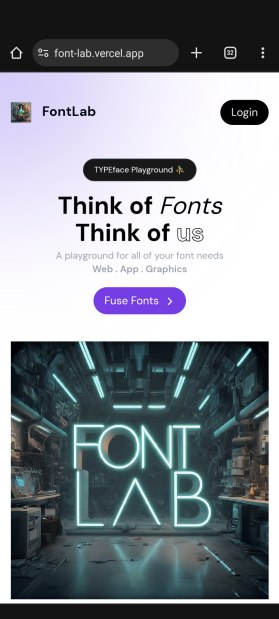 font-lab.vercel.app
32
FontLab
Login
TYPEface Playground
Think of Fonts
Think of us
A playground for all of your font needs
Web . App . Graphics
Fuse Fonts
FONT
LAB